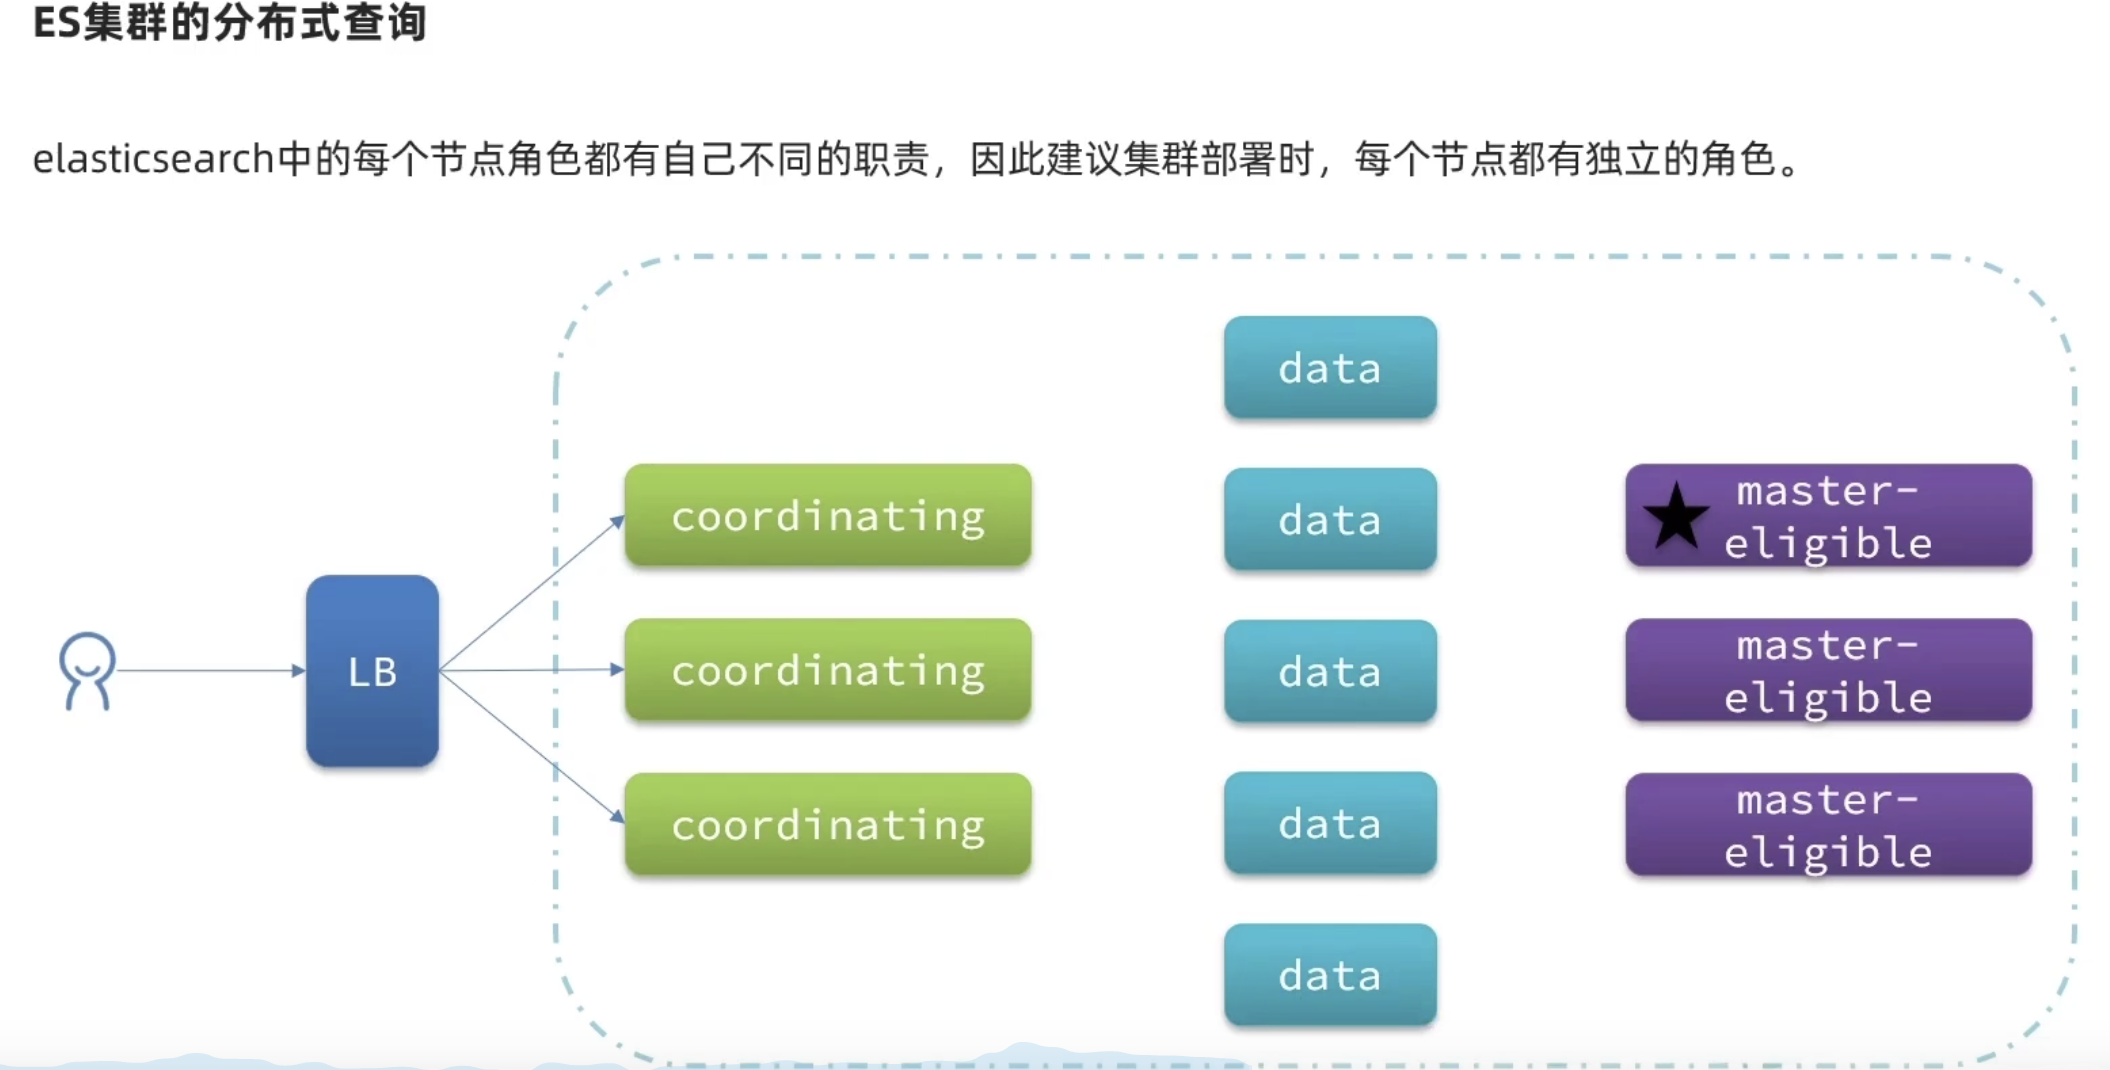 ES集群的分布式查询
elasticsearch中的每个节点角色都有自己不同的职责，因此建议集群部署时，每个节点都有独立的角色。
LB
coordinating
coordinating
coordinating
data
data
data
data
data
master-
eligible
master-
eligible
master-
eligible